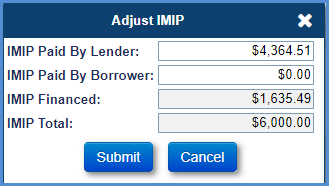 Adjust IMIP
IMIP Paid By Lender: $4,364.51
IMIP Paid By Borrower: $0.00
IMIP Financed: $1,635.49
IMIP Total: $6,000.00
Submit Cancel